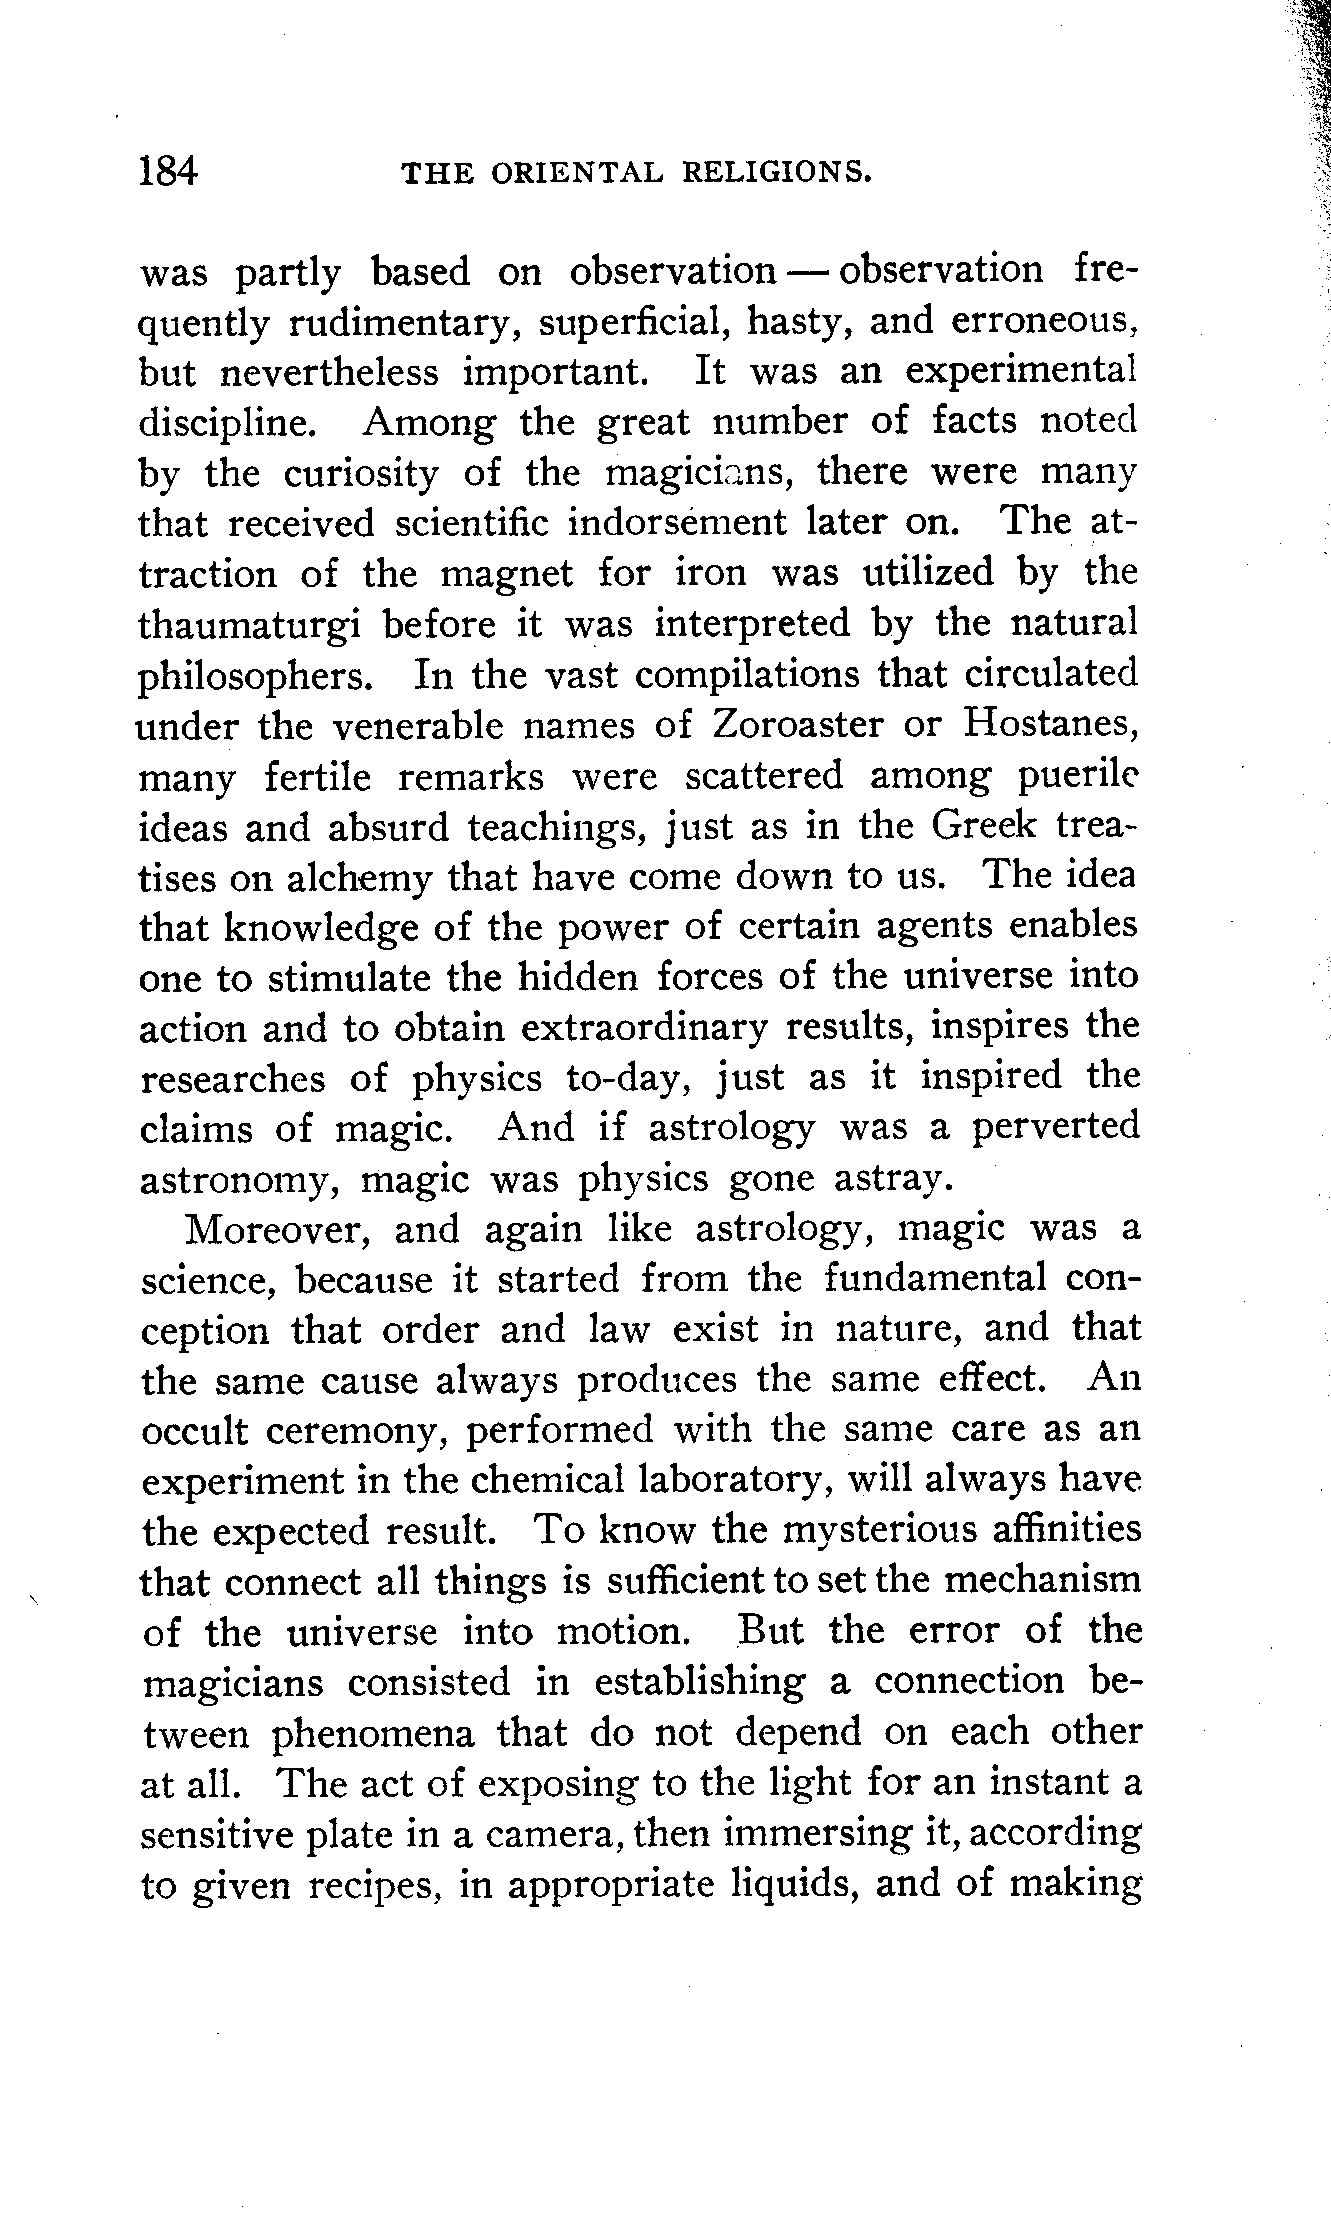 184 THE ORIENTAL RELIGIONS.
was partly based on observation — observation fre-
quently rudimentary, superficial, hasty, and erroneous,
but nevertheless important. It was an experimental
discipline. Among the great number of facts noted
by the curiosity of the magicians, there were many
that received scientific indorsement later on. The at-
traction of the magnet for iron was utilized by the
thaumaturgi before it was interpreted by the natural
philosophers. In the vast compilations that circulated
under the venerable names of Zoroaster or Hostanes,
many fertile remarks were scattered among puerile
ideas and absurd teachings, just as in the Greek trea-
tises on alchemy that have come down to us. The idea
that knowledge of the power of certain agents enables
one to stimulate the hidden forces of the universe into
action and to obtain extraordinary results, inspires the
researches of physics to-day, just as it inspired the
claims of magic. And if astrology was a perverted
astronomy, magic was physics gone astray.
Moreover, and again like astrology, magic was a
science, because it started from the fundamental con-
ception that order and law exist in nature, and that
the same cause always produces the same effect. An
occult ceremony, performed with the same care as an
experiment in the chemical laboratory, will always have
the expected result. To know the mysterious affinities
that connect all things is sufficient to set the mechanism
of the universe into motion. But the error of the
magicians consisted in establishing a connection be-
tween phenomena that do not depend on each other
at all. The act of exposing to the light for an instant a
sensitive plate in a camera, then immersing it, according
to given recipes, in appropriate liquids, and of making